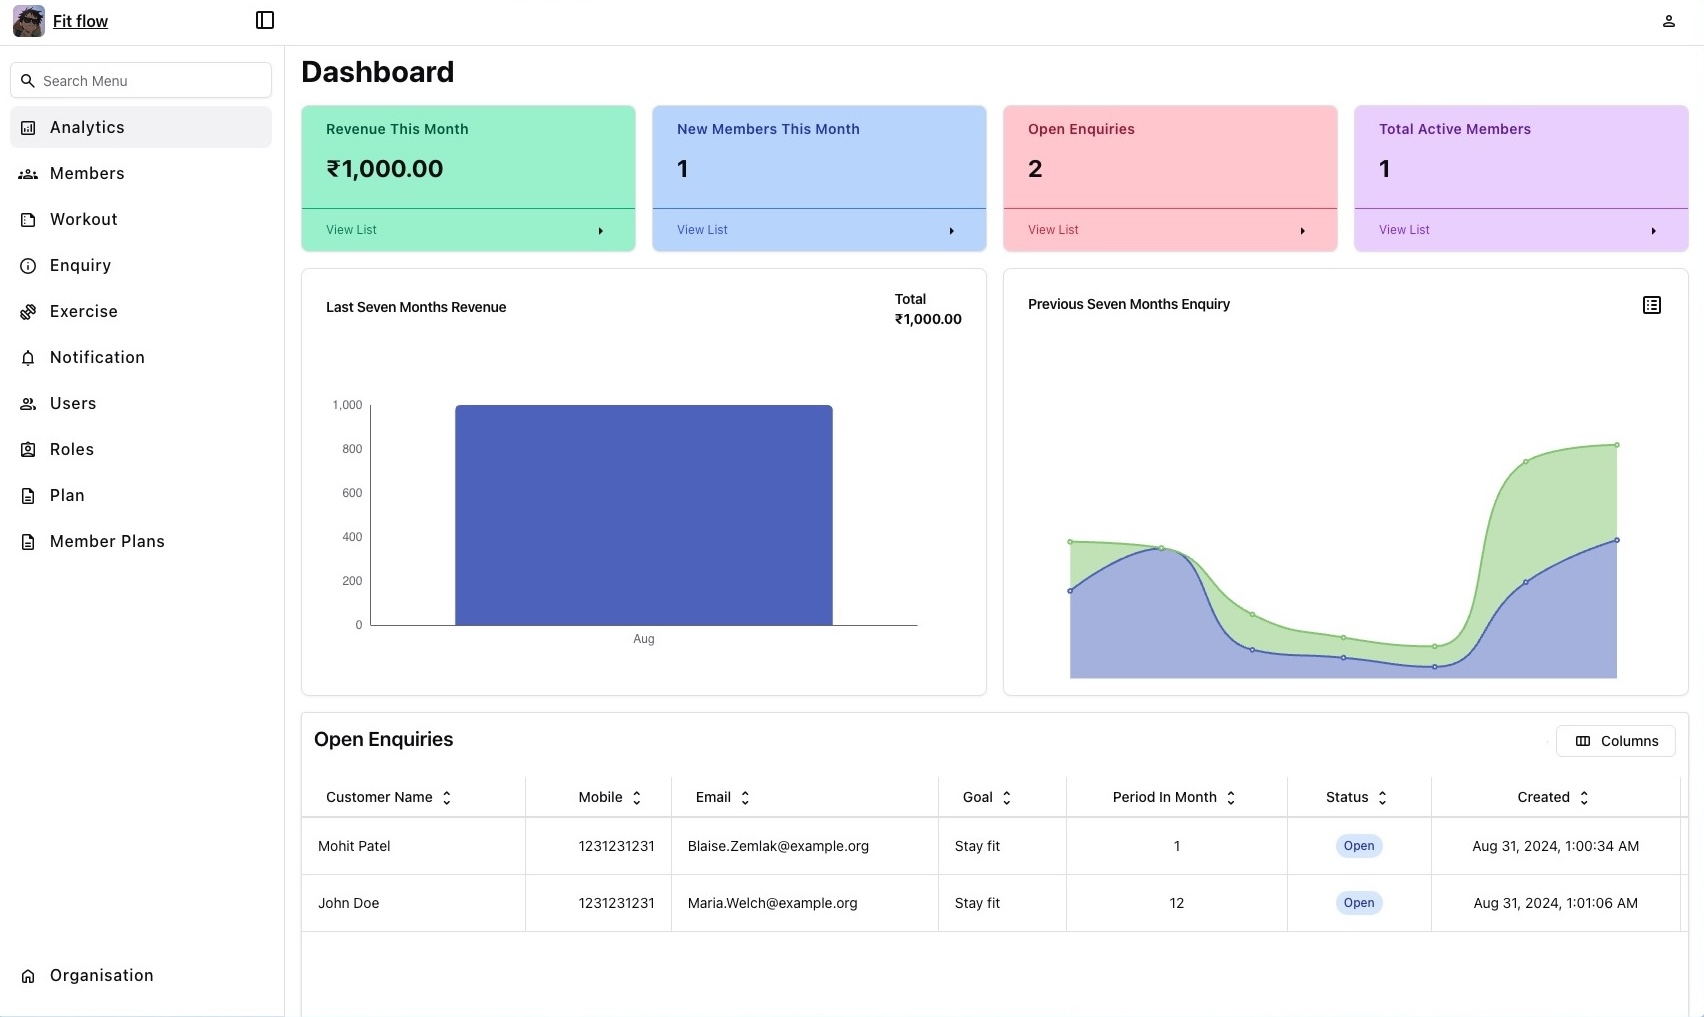 Fit flow
Search Menu
Analytics
Members
Workout
Enquiry
Exercise
Notification
Users
Roles
Plan
Member Plans
Organisation
Dashboard
Revenue This Month
₹1,000.00
View List
New Members This Month
1
View List
Open Enquiries
2
View List
Total Active Members
1
View List
Last Seven Months Revenue
Total
₹1,000.00
1,000
800
600
400
200
0
Aug
Previous Seven Months Enquiry
Open Enquiries
Columns
Customer Name Mobile Email Goal Period In Month Status Created
Mohit Patel 1231231231 Blaise.Zemlak@example.org Stay fit 1 Open Aug 31, 2024, 1:00:34 AM
John Doe 1231231231 Maria.Welch@example.org Stay fit 12 Open Aug 31, 2024, 1:01:06 AM